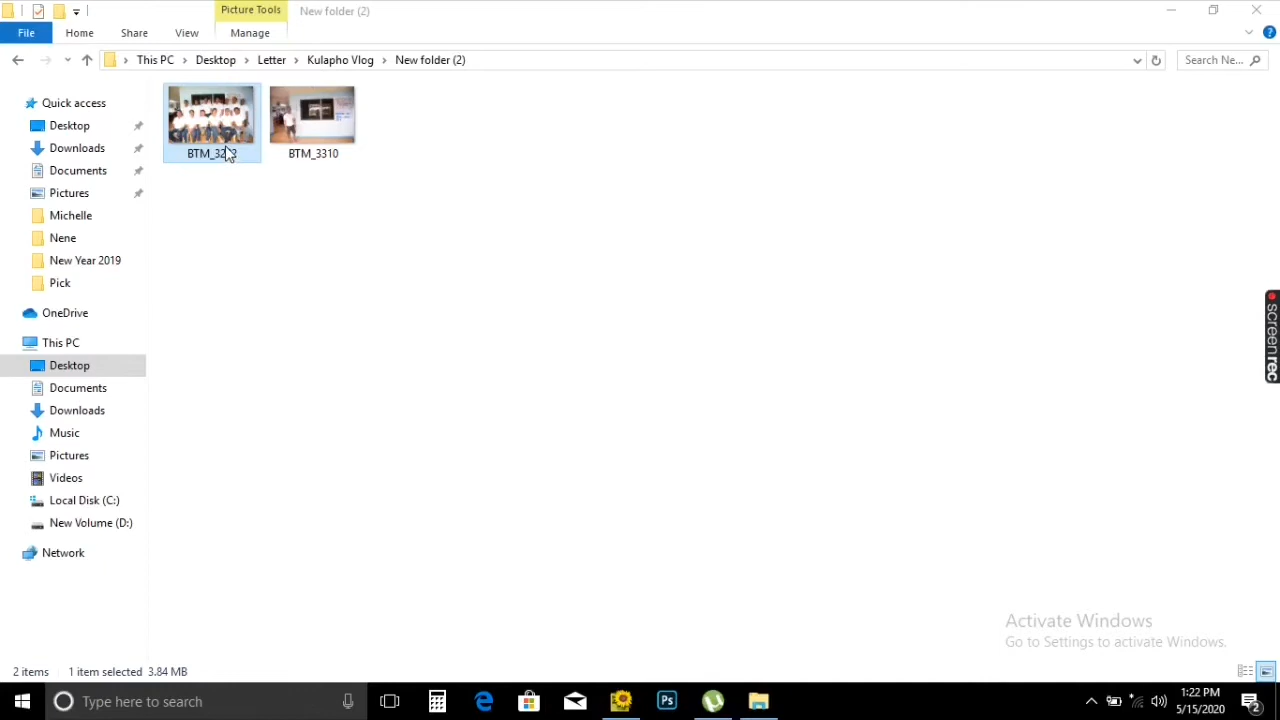 Picture Tools New folder (2)
File Home Share View Manage
This PC Desktop Letter Kulapho Vlog New folder (2) Search Ne...
Quick access
Desktop
Downloads
Documents
Pictures
Michelle
Nene
New Year 2019
Pick
OneDrive
This PC
Desktop
Documents
Downloads
Music
Pictures
Videos
Local Disk (C:)
New Volume (D:)
Network
BTM_3310
screenrec
Activate Windows
Go to Settings to activate Windows.
2 items 1 item selected 3.84 MB
Type here to search
Ps
1:22 PM
5/15/2020
2